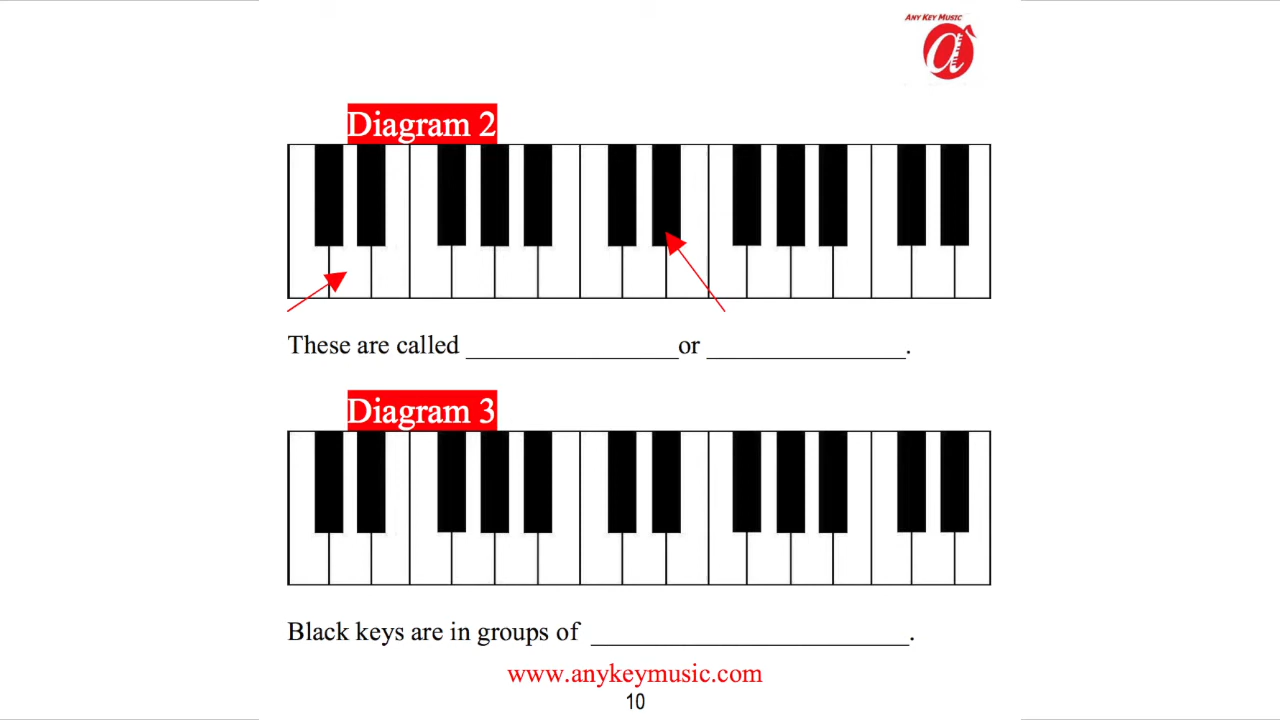 ANY KEY MUSIC
a
Diagram 2
These are called ________________ or _______________.
Diagram 3
Black keys are in groups of ________________________.
www.anykeymusic.com
10